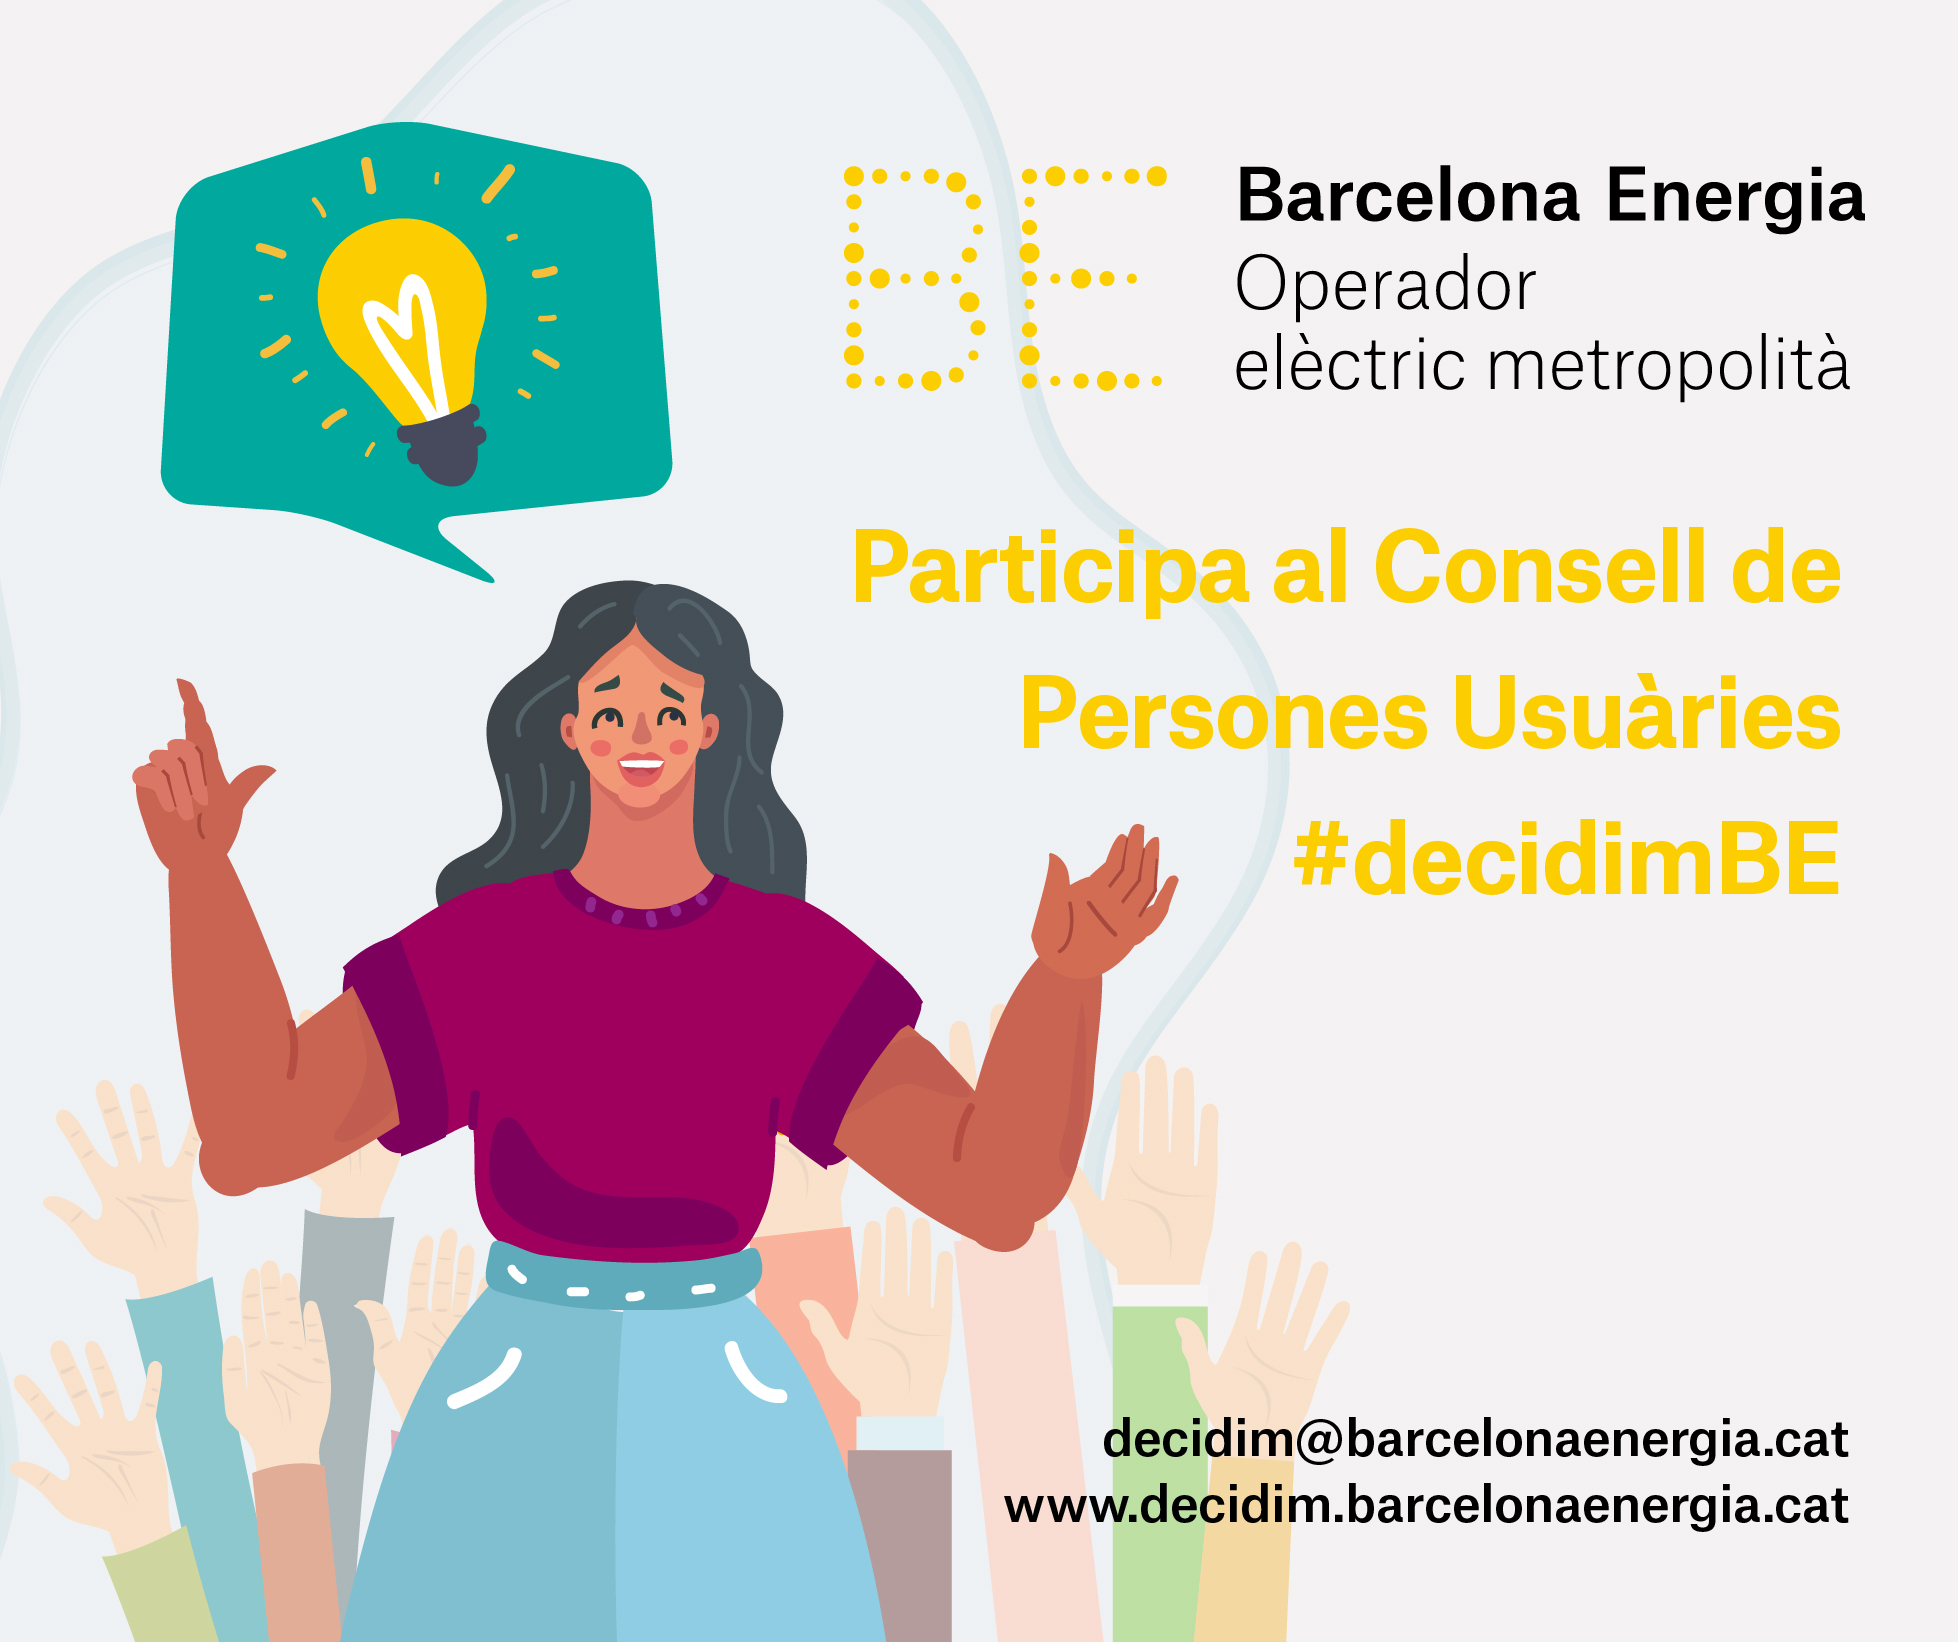 BE
Barcelona Energia
Operador
elèctric metropolità
Participa al Consell de
Persones Usuàries
#decidimBE
decidim@barcelonaenergia.cat
www.decidim.barcelonaenergia.cat